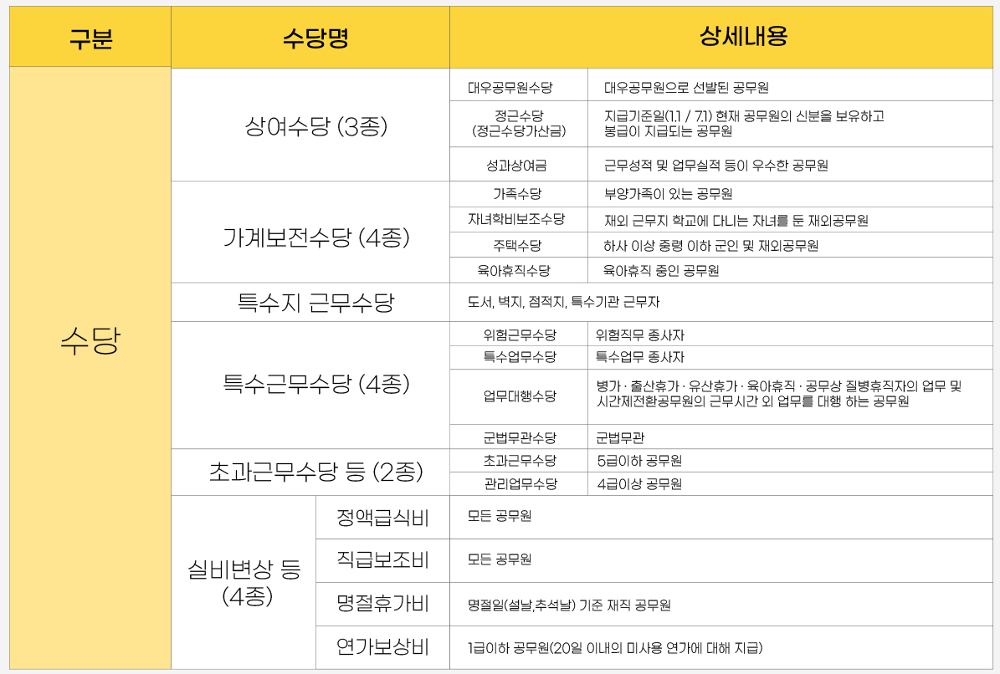 구분
수당명
상세내용
수당
상여수당 (3종)
대우공무원수당
대우공무원으로 선발된 공무원
정근수당
(정근수당가산금)
지급기준일(1.1 / 7.1) 현재 공무원의 신분을 보유하고
봉급이 지급되는 공무원
성과상여금
근무성적 및 업무실적 등이 우수한 공무원
가계보전수당 (4종)
가족수당
부양가족이 있는 공무원
자녀학비보조수당
재외 근무지 학교에 다니는 자녀를 둔 재외공무원
주택수당
하사 이상 중령 이하 군인 및 재외공무원
육아휴직수당
육아휴직 중인 공무원
특수지 근무수당
도서, 벽지, 접적지, 특수기관 근무자
특수근무수당 (4종)
위험근무수당
위험직무 종사자
특수업무수당
특수업무 종사자
업무대행수당
병가 · 출산휴가 · 유산휴가 · 육아휴직 · 공무상 질병휴직자의 업무 및
시간제전환공무원의 근무시간 외 업무를 대행 하는 공무원
군법무관수당
군법무관
초과근무수당 등 (2종)
초과근무수당
5급이하 공무원
관리업무수당
4급이상 공무원
실비변상 등
(4종)
정액급식비
모든 공무원
직급보조비
모든 공무원
명절휴가비
명절일(설날,추석날) 기준 재직 공무원
연가보상비
1급이하 공무원(20일 이내의 미사용 연가에 대해 지급)